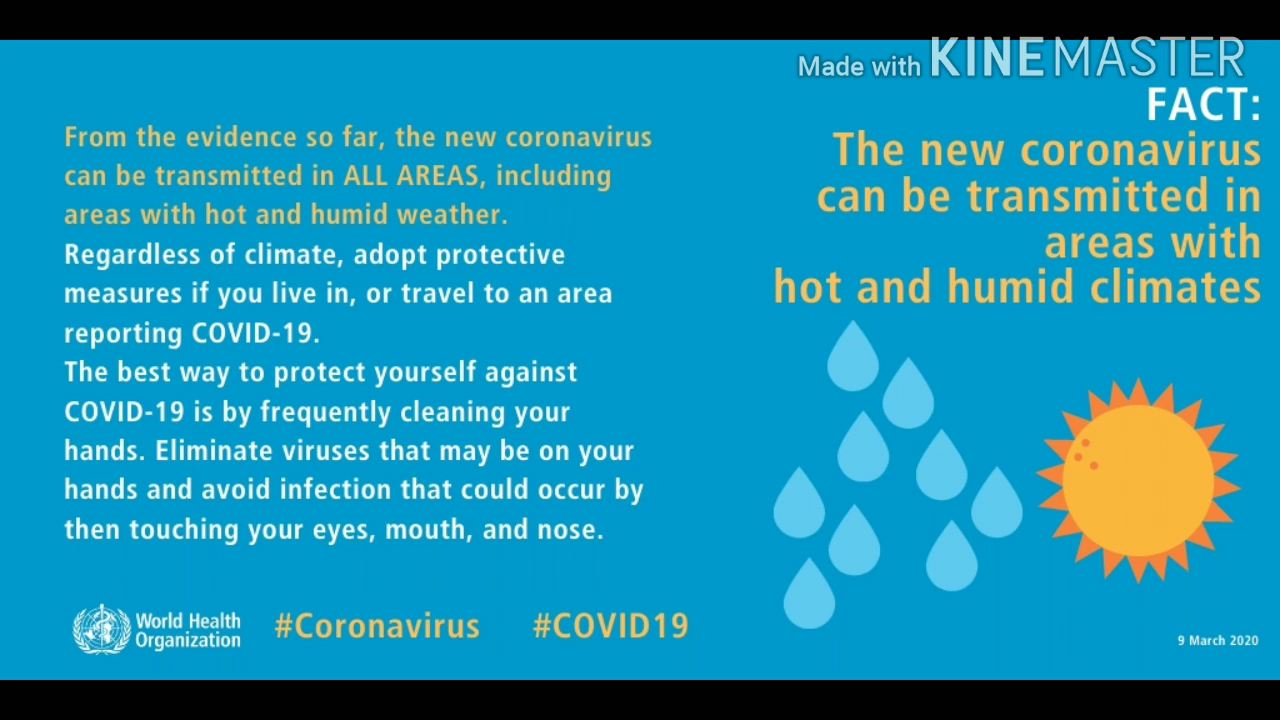 Made with KINEMASTER
FACT:
The new coronavirus
can be transmitted in
areas with
hot and humid climates
From the evidence so far, the new coronavirus
can be transmitted in ALL AREAS, including
areas with hot and humid weather.
Regardless of climate, adopt protective
measures if you live in, or travel to an area
reporting COVID-19.
The best way to protect yourself against
COVID-19 is by frequently cleaning your
hands. Eliminate viruses that may be on your
hands and avoid infection that could occur by
then touching your eyes, mouth, and nose.
World Health
Organization
#Coronavirus #COVID19
9 March 2020